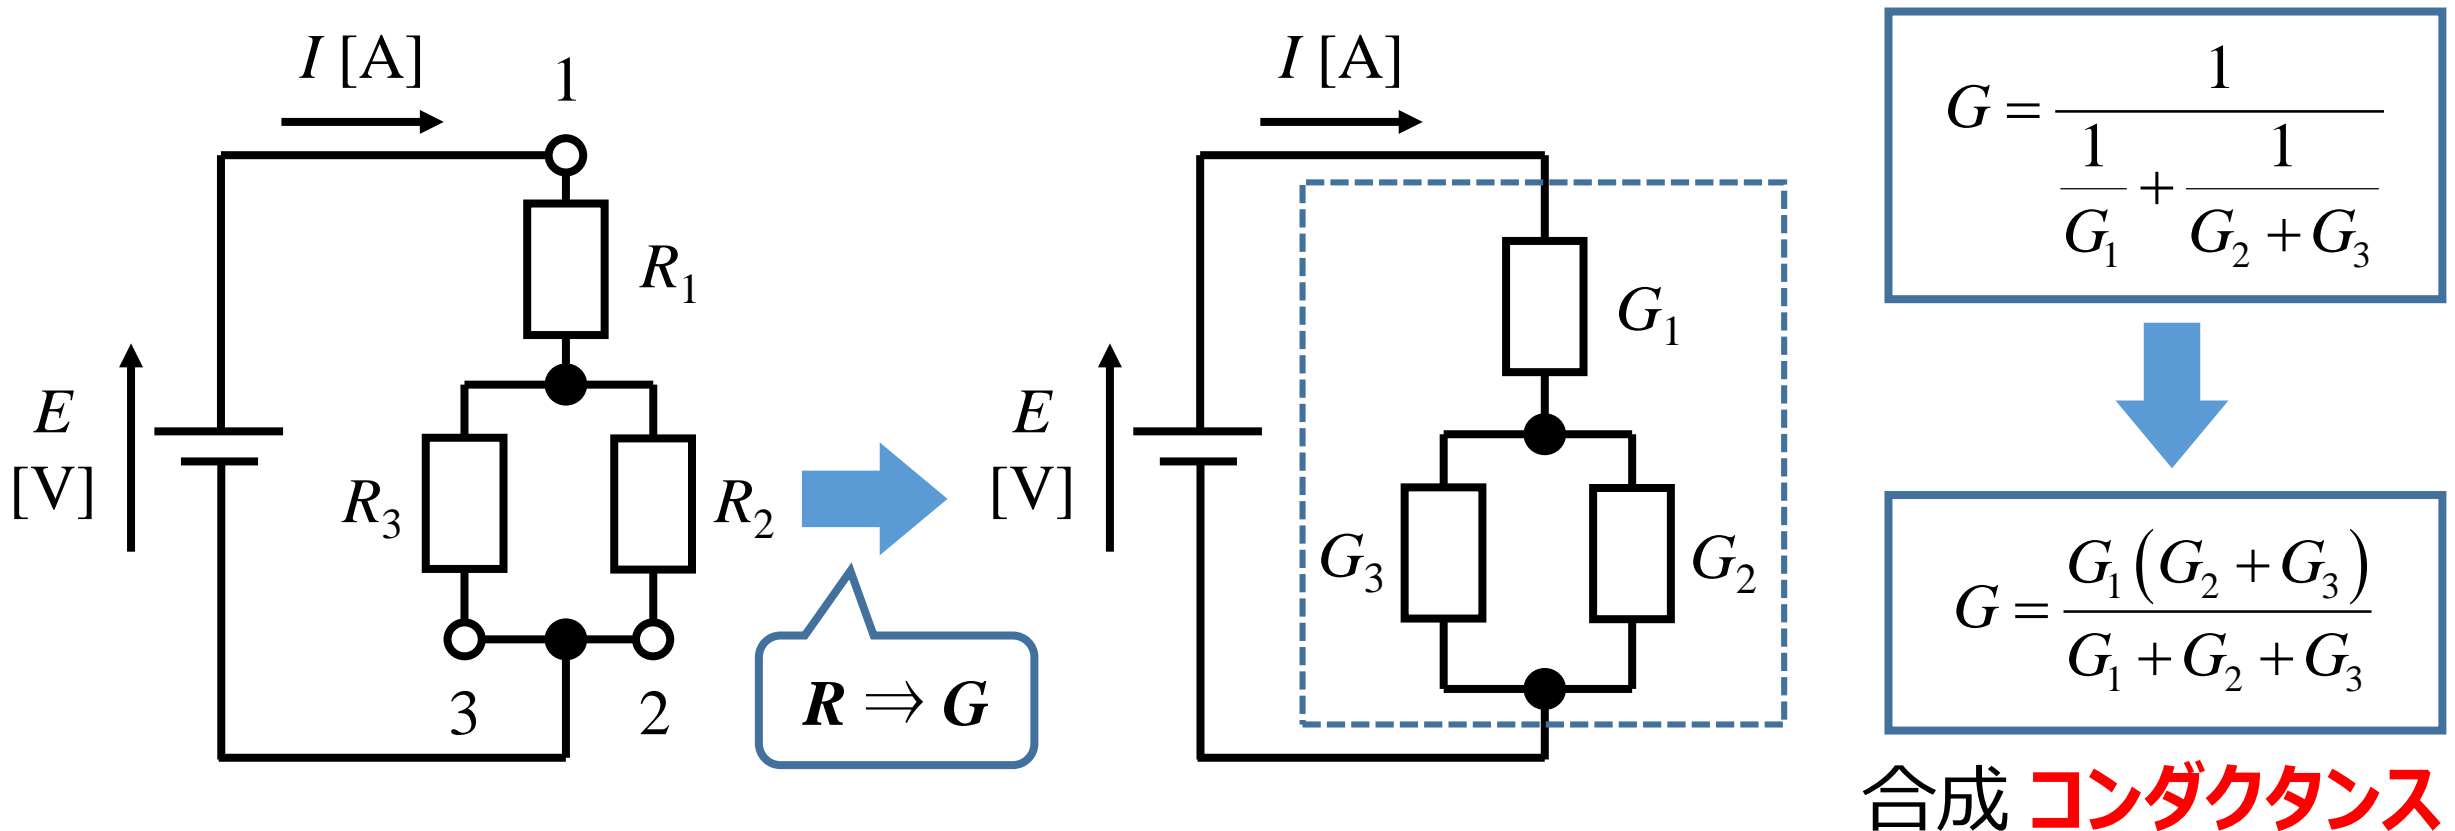 I [A]
1
R₁
E
[V]
R₃
R₂
3
2
R ⇒ G
I [A]
E
[V]
G₁
G₃
G₂
G = 1 / (1/G₁ + 1/(G₂ + G₃))
G = G₁(G₂ + G₃) / (G₁ + G₂ + G₃)
合成 コンダクタンス